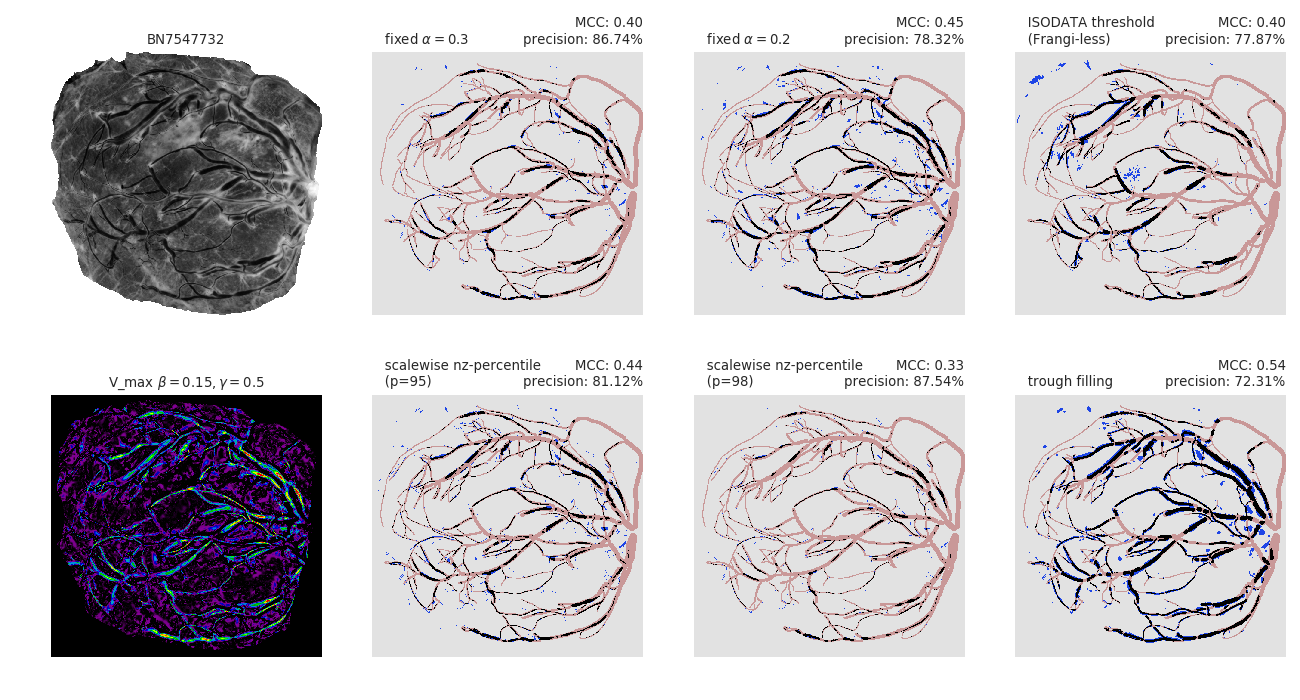 BN7547732
fixed α = 0.3
MCC: 0.40
precision: 86.74%
fixed α = 0.2
MCC: 0.45
precision: 78.32%
ISODATA threshold
(Frangi-less)
MCC: 0.40
precision: 77.87%
V_max β = 0.15, γ = 0.5
scalewise nz-percentile
(p=95)
MCC: 0.44
precision: 81.12%
scalewise nz-percentile
(p=98)
MCC: 0.33
precision: 87.54%
trough filling
MCC: 0.54
precision: 72.31%